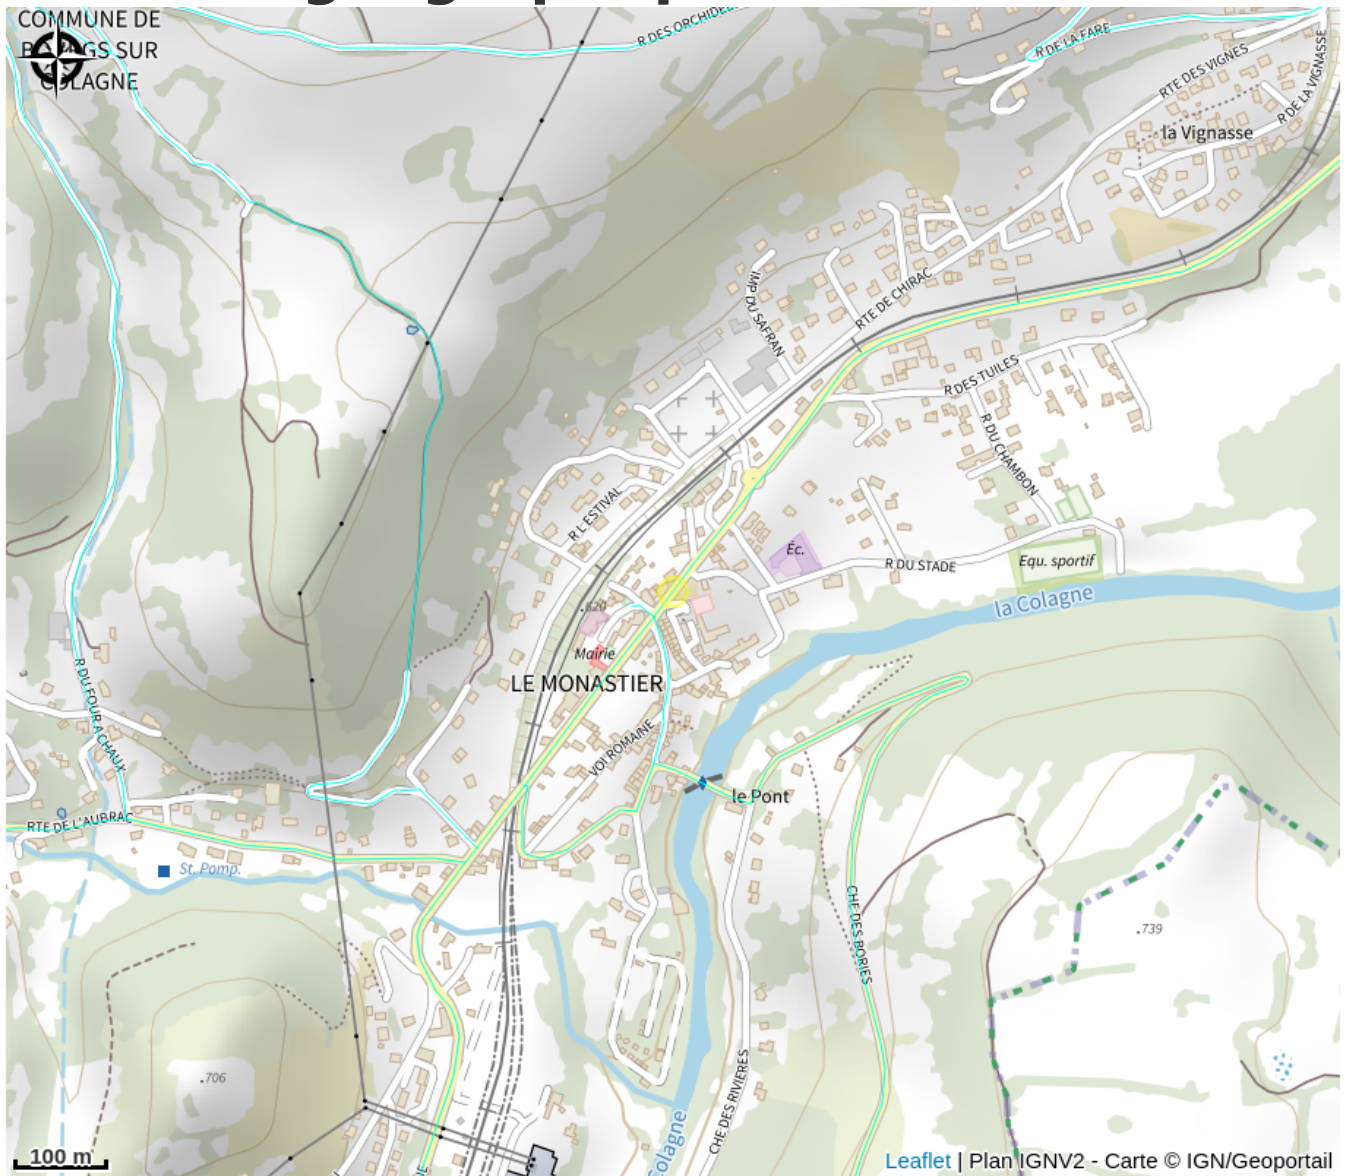 COMMUNE DE
SUR
R DES ORCHIDEES
R DE LA FARE
RTE DES VIGNES
R DE LA VIGNASSE
la Vignasse
IMP DU SAFRAN
RTE DE CHIRAC
R DES TUILES
R DU CHAMBON
R L'ESTIVAL
Éc.
R DU STADE
Equ. sportif
la Colagne
.820
Mairie
LE MONASTIER
R DU FOUR A CHAUX
VOI ROMAINE
le Pont
RTE DE L'AUBRAC
St. Pomp.
CHE DES BORIES
.739
.706
CHE DES RIVIERES
colagne
100 m
Leaflet | Plan IGNV2 - Carte © IGN/Geoportail